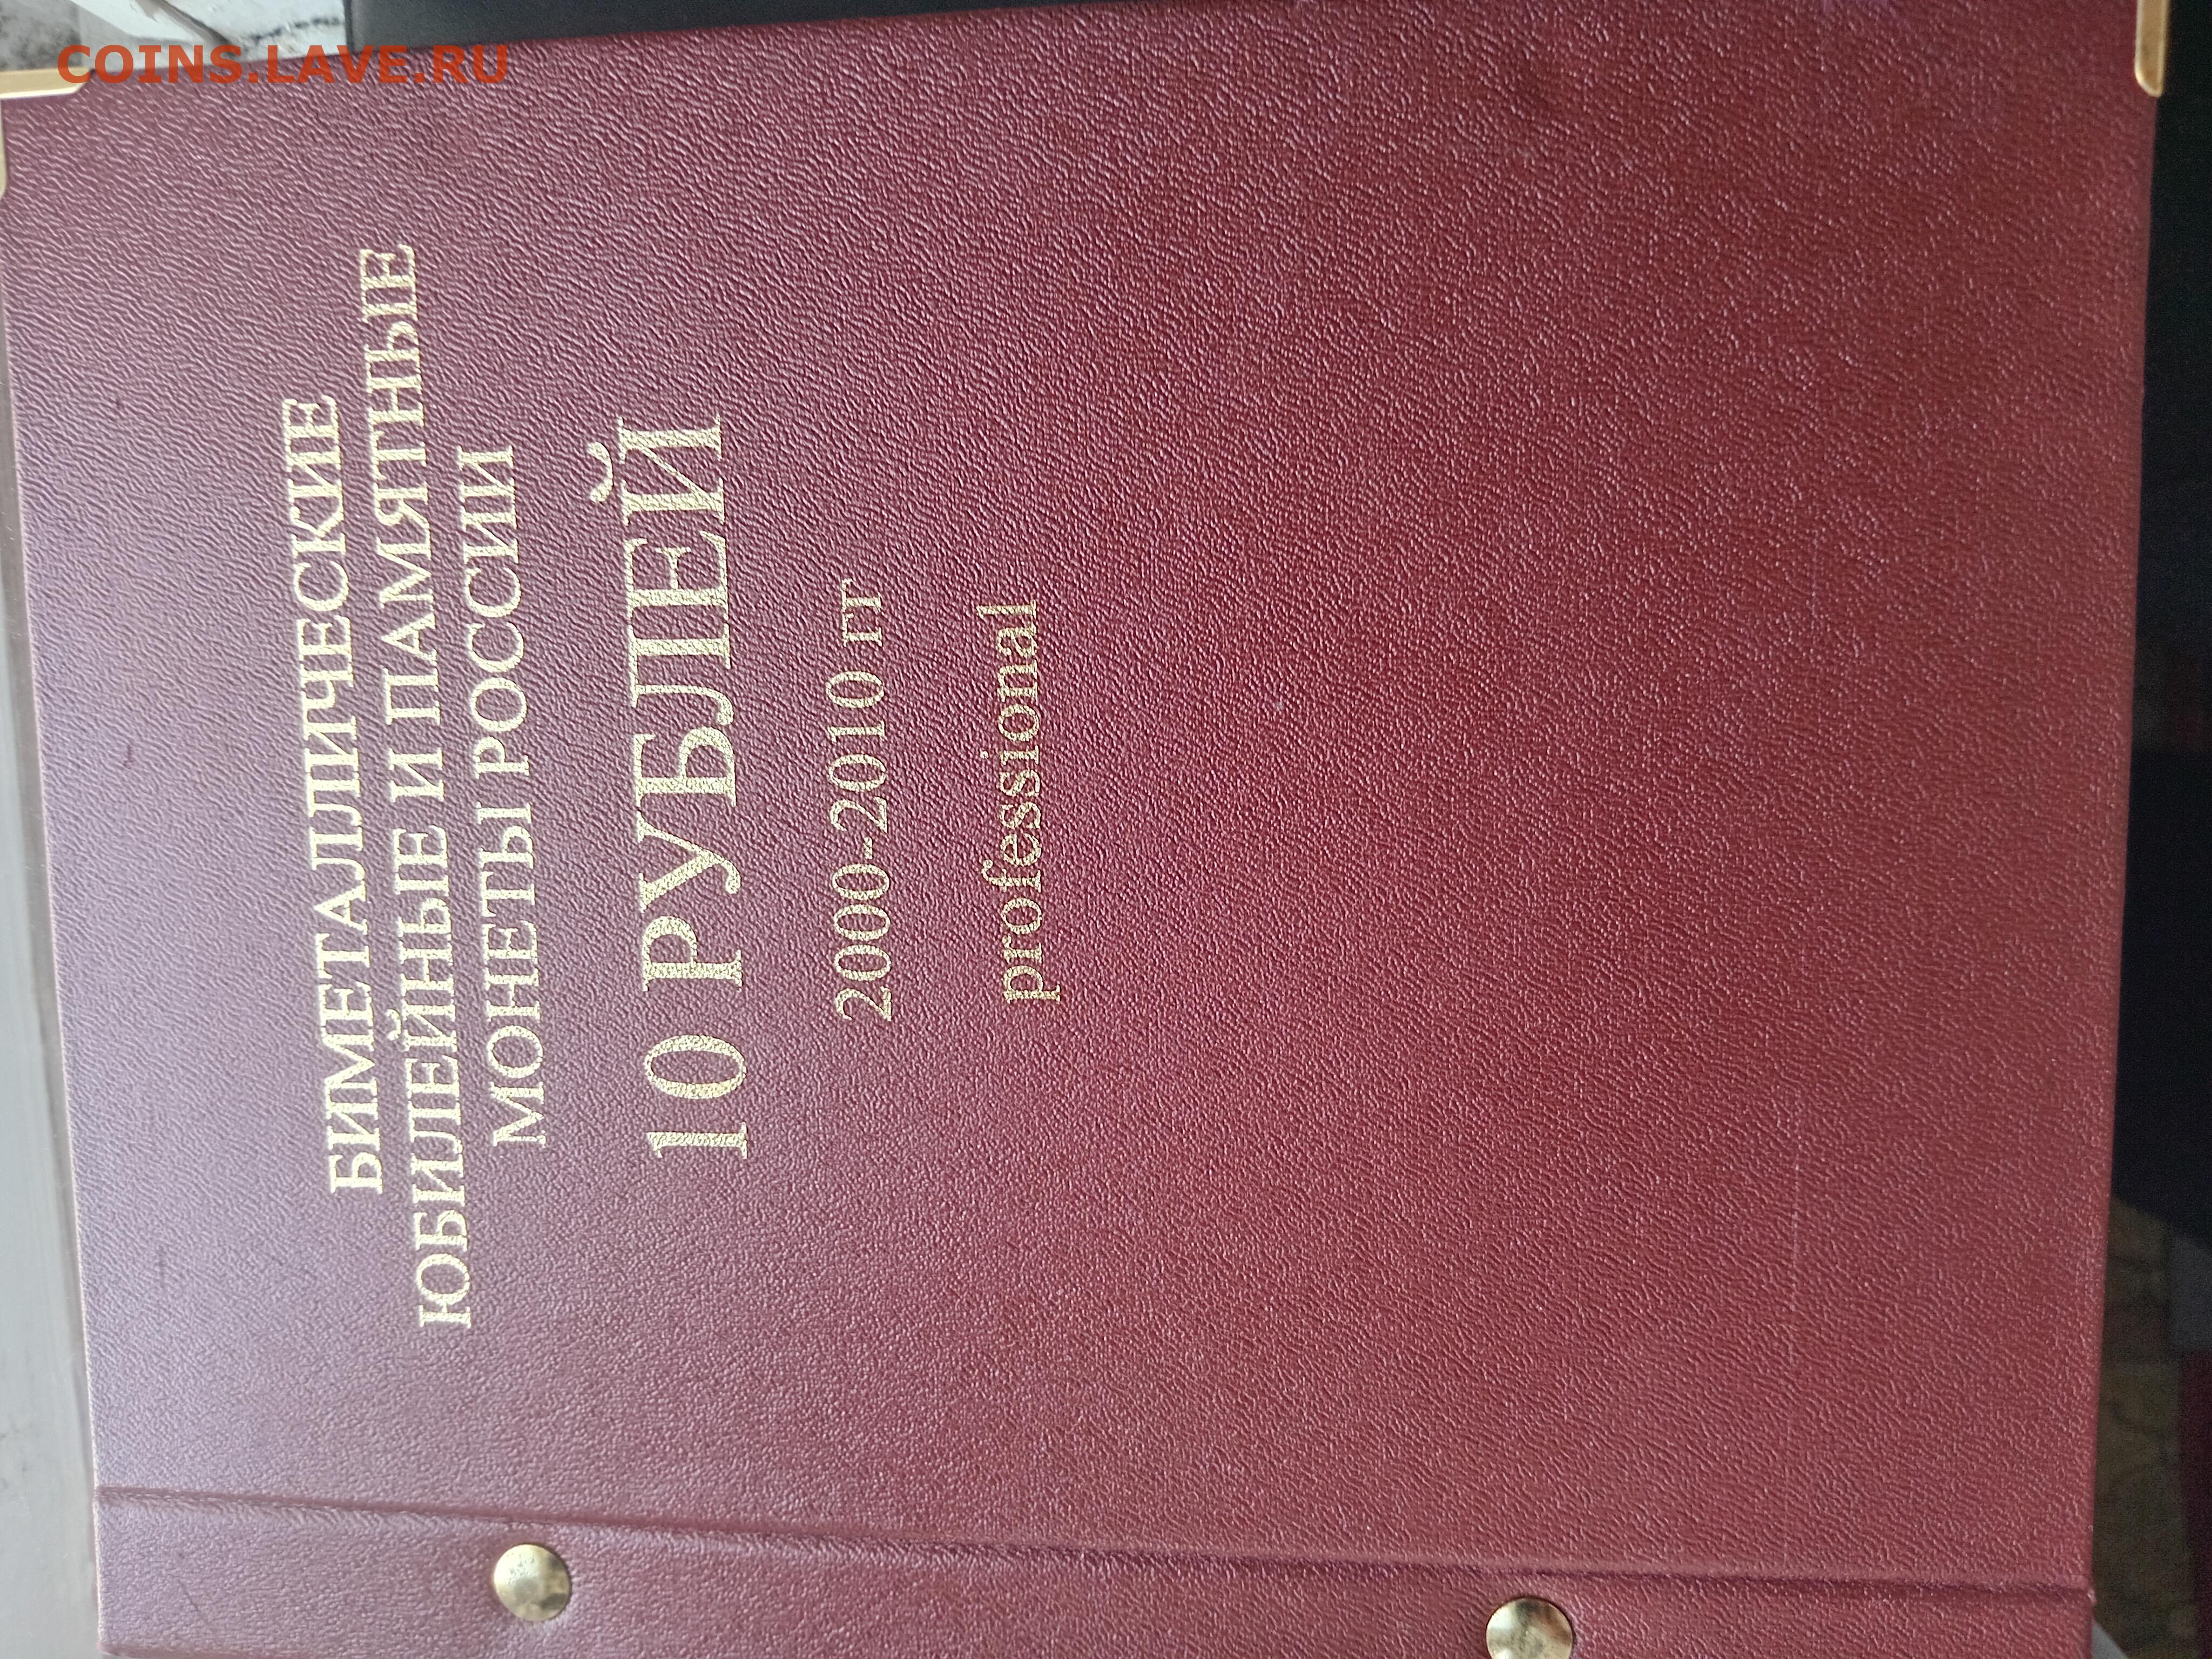 COINS.LAVE.RU
БИМЕТАЛЛИЧЕСКИЕ
ЮБИЛЕЙНЫЕ И ПАМЯТНЫЕ
МОНЕТЫ РОССИИ
10 РУБЛЕЙ
2000-2010 гг
professional